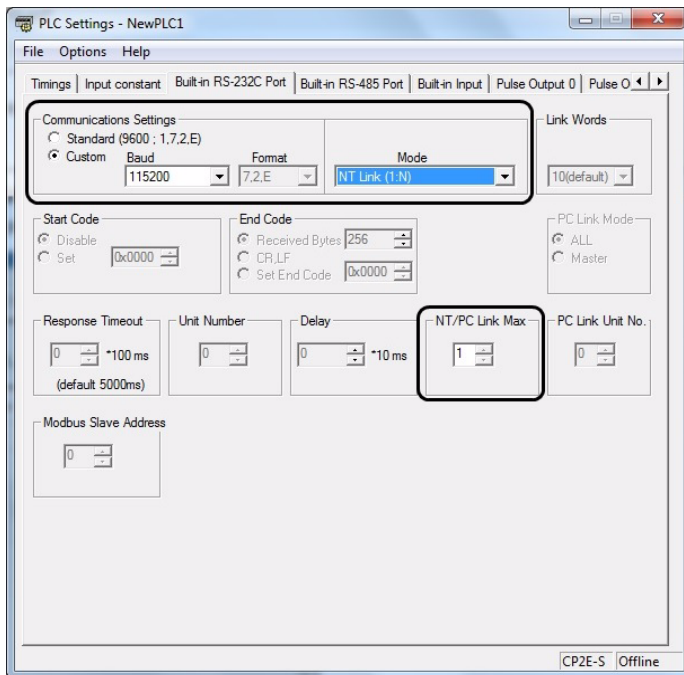 PLC Settings - NewPLC1
File Options Help
Timings Input constant Built-in RS-232C Port Built-in RS-485 Port Built-in Input Pulse Output 0 Pulse O
Communications Settings
Standard (9600 ; 1,7,2,E)
Custom Baud Format Mode
115200 7,2,E NT Link (1:N)
Link Words
10(default)
Start Code
Disable
Set 0x0000
End Code
Received Bytes 256
CR,LF
Set End Code 0x0000
PC Link Mode
ALL
Master
Response Timeout
0 *100 ms
(default 5000ms)
Unit Number
0
Delay
0 *10 ms
NT/PC Link Max
1
PC Link Unit No.
0
Modbus Slave Address
0
CP2E-S Offline